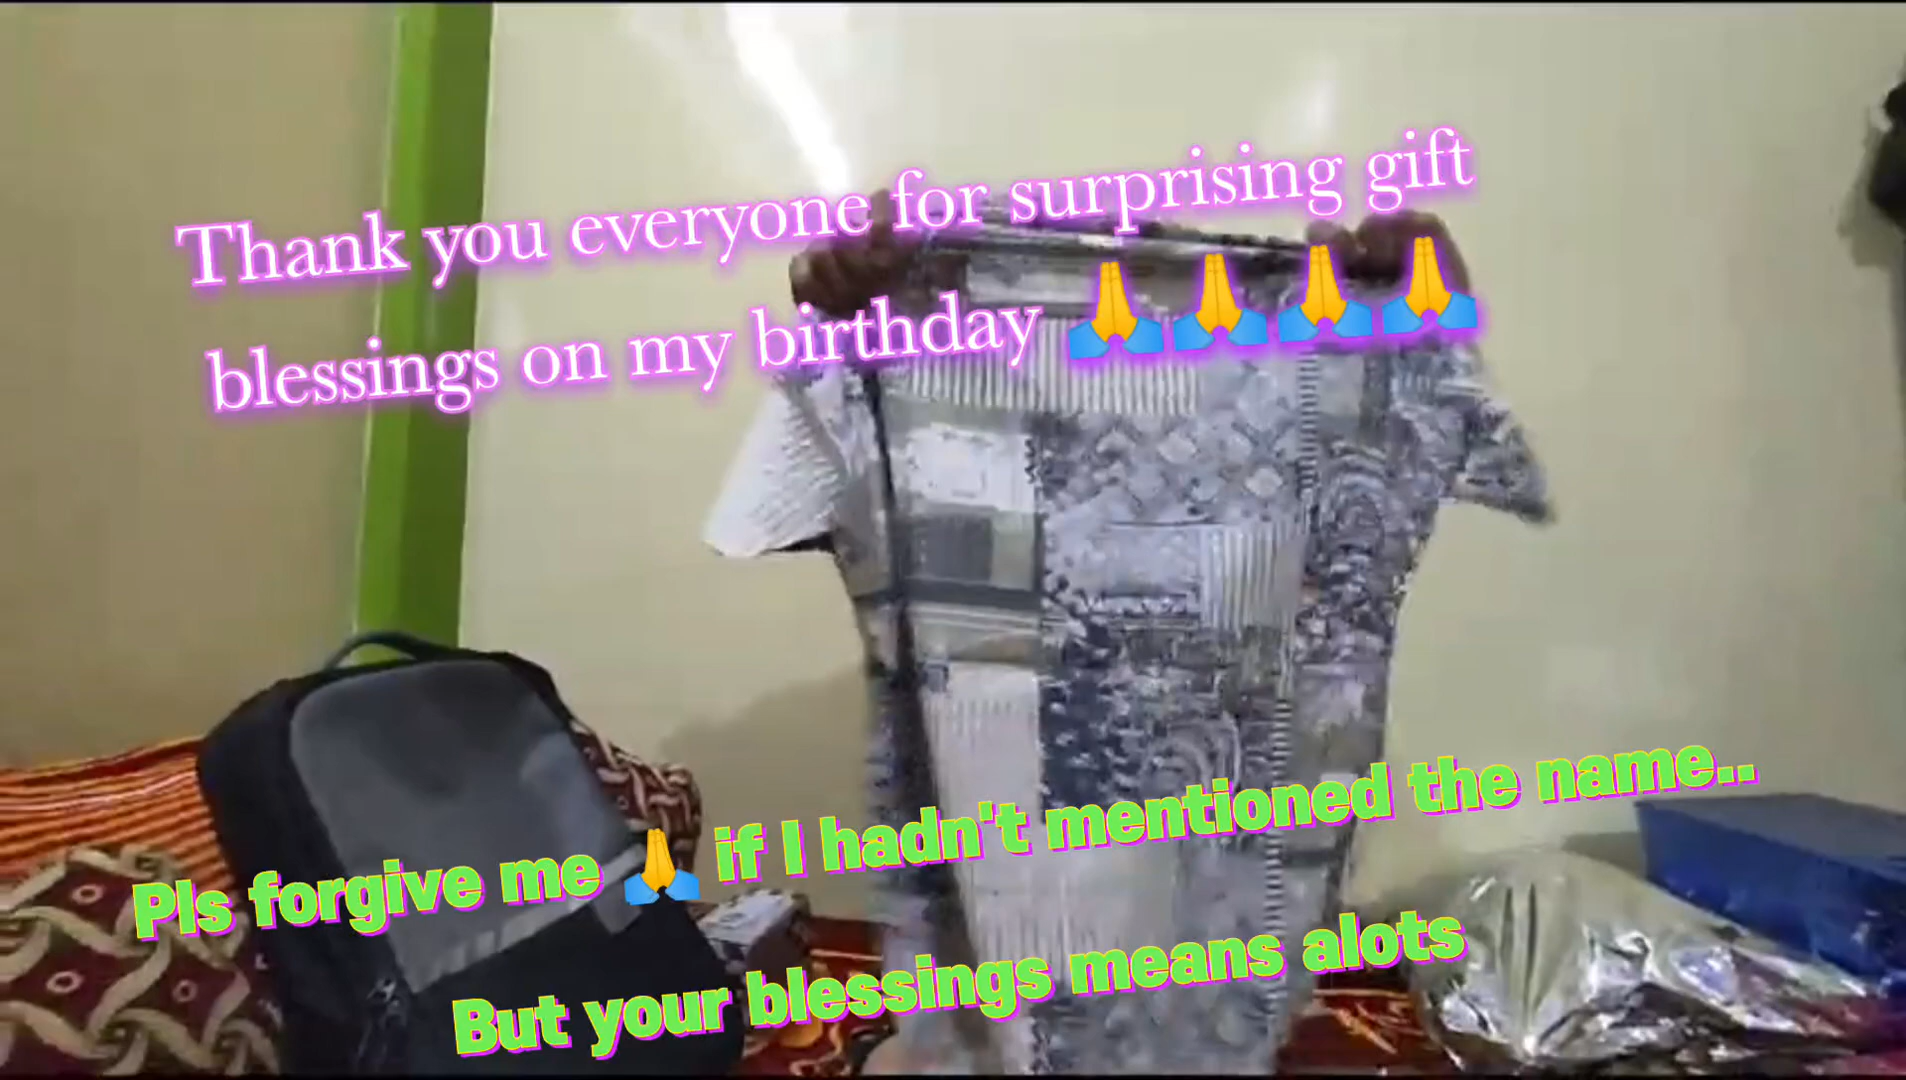 Thank you everyone for surprising gift
blessings on my birthday 🙏🙏🙏🙏
Pls forgive me 🙏 if I hadn't mentioned the name..
But your blessings means alots